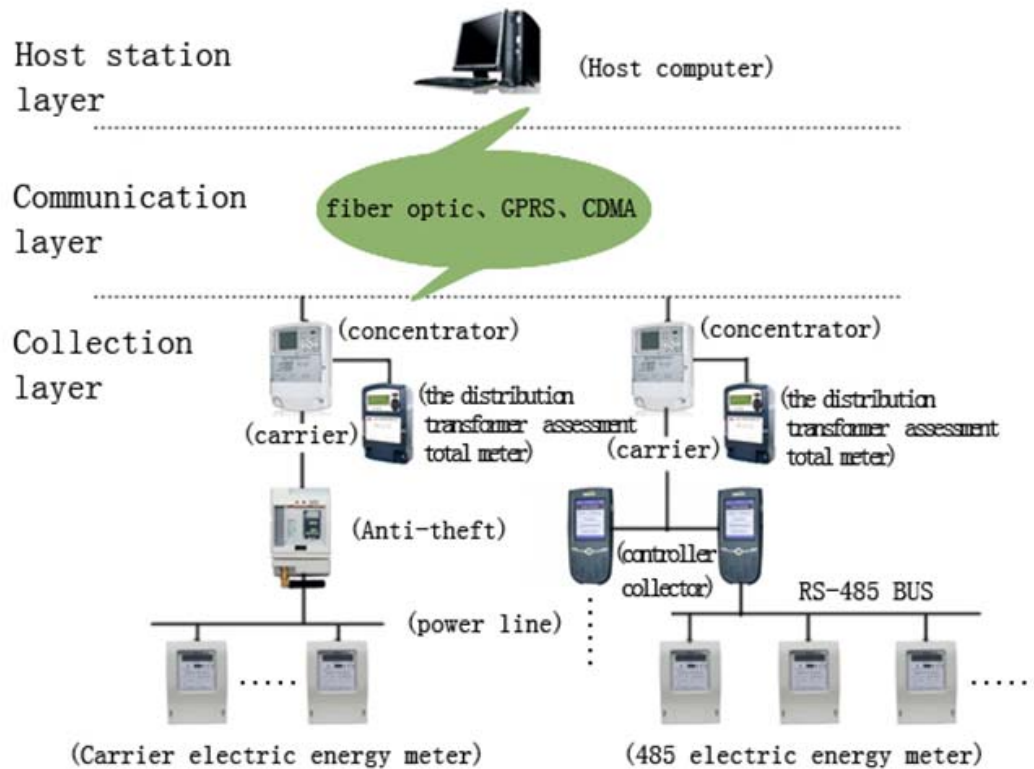 Host station
layer
(Host computer)
Communication
layer
fiber optic、GPRS、CDMA
Collection
layer
(concentrator)
(the distribution
transformer assessment
total meter)
(carrier)
(Anti-theft)
(power line)
(Carrier electric energy meter)
(concentrator)
(the distribution
transformer assessment
total meter)
(carrier)
(controller
collector)
RS-485 BUS
(485 electric energy meter)